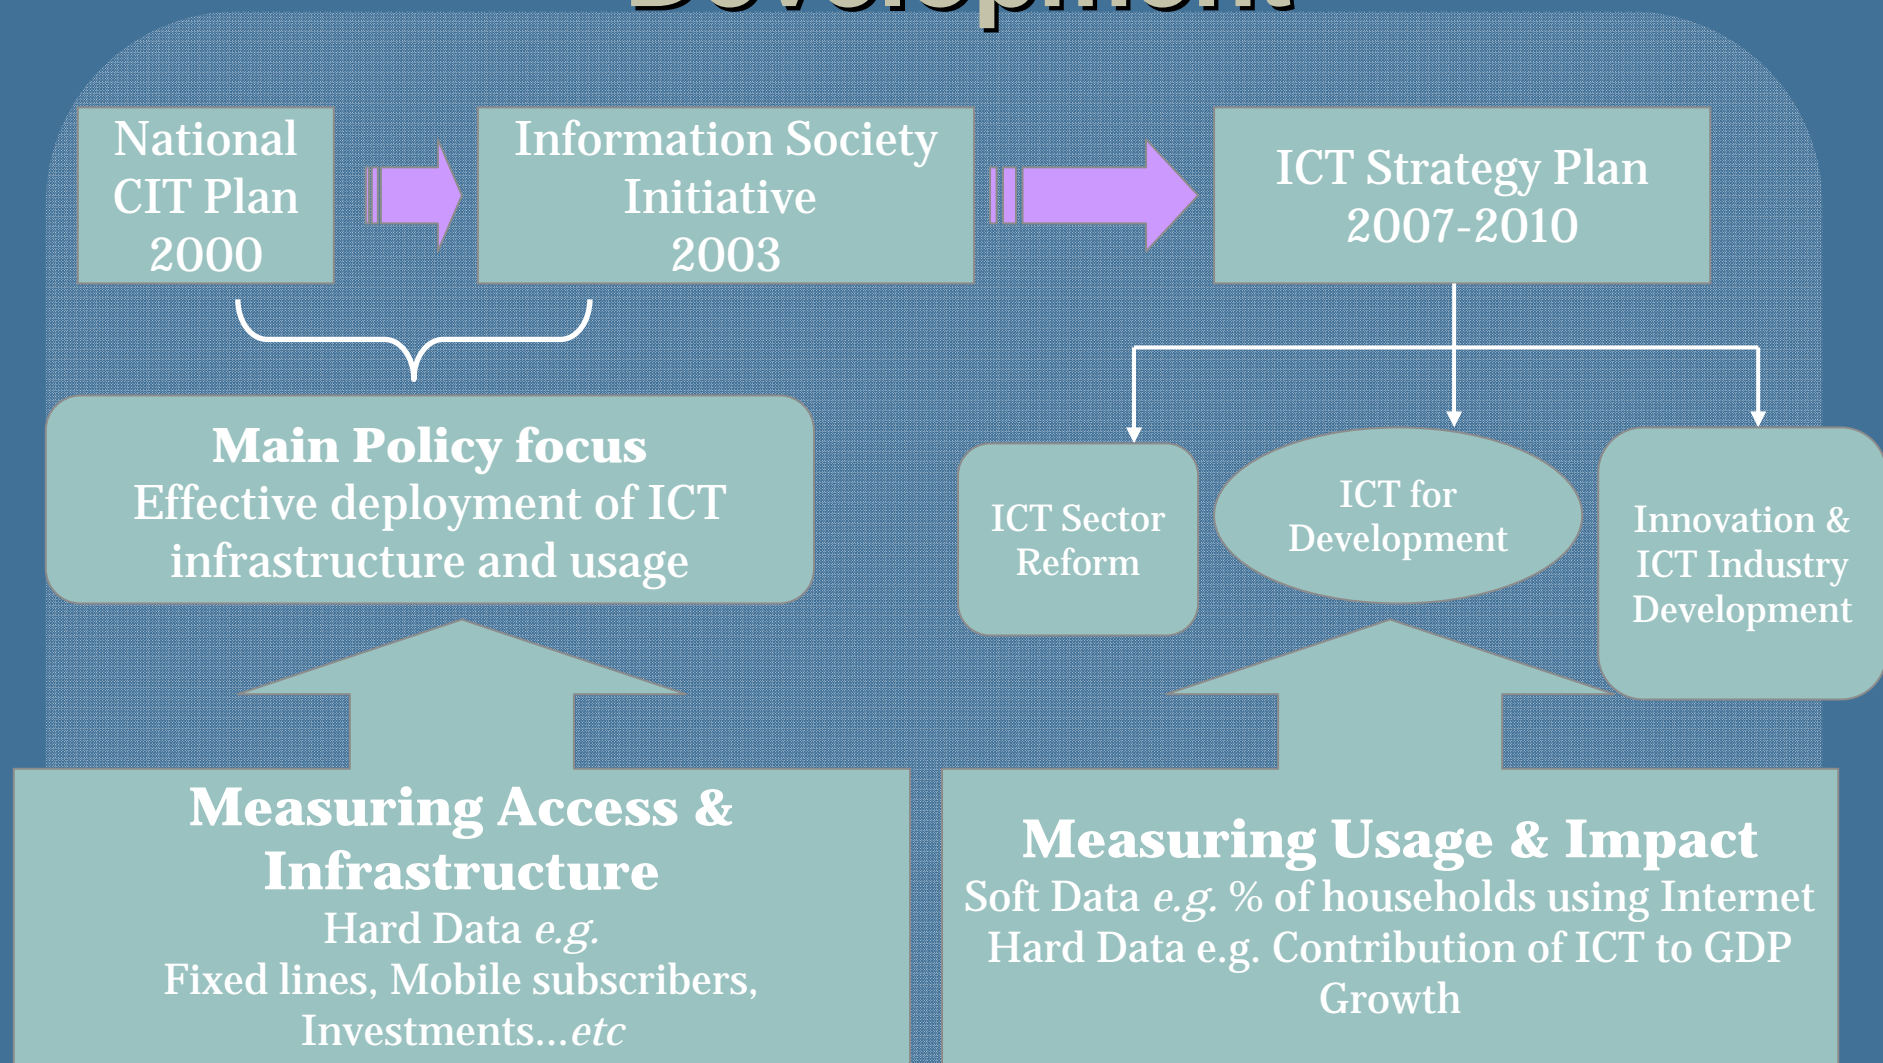 Development
National
CIT Plan
2000
Information Society
Initiative
2003
ICT Strategy Plan
2007-2010
Main Policy focus
Effective deployment of ICT
infrastructure and usage
ICT Sector
Reform
ICT for
Development
Innovation &
ICT Industry
Development
Measuring Access &
Infrastructure
Hard Data e.g.
Fixed lines, Mobile subscribers,
Investments...etc
Measuring Usage & Impact
Soft Data e.g. % of households using Internet
Hard Data e.g. Contribution of ICT to GDP
Growth